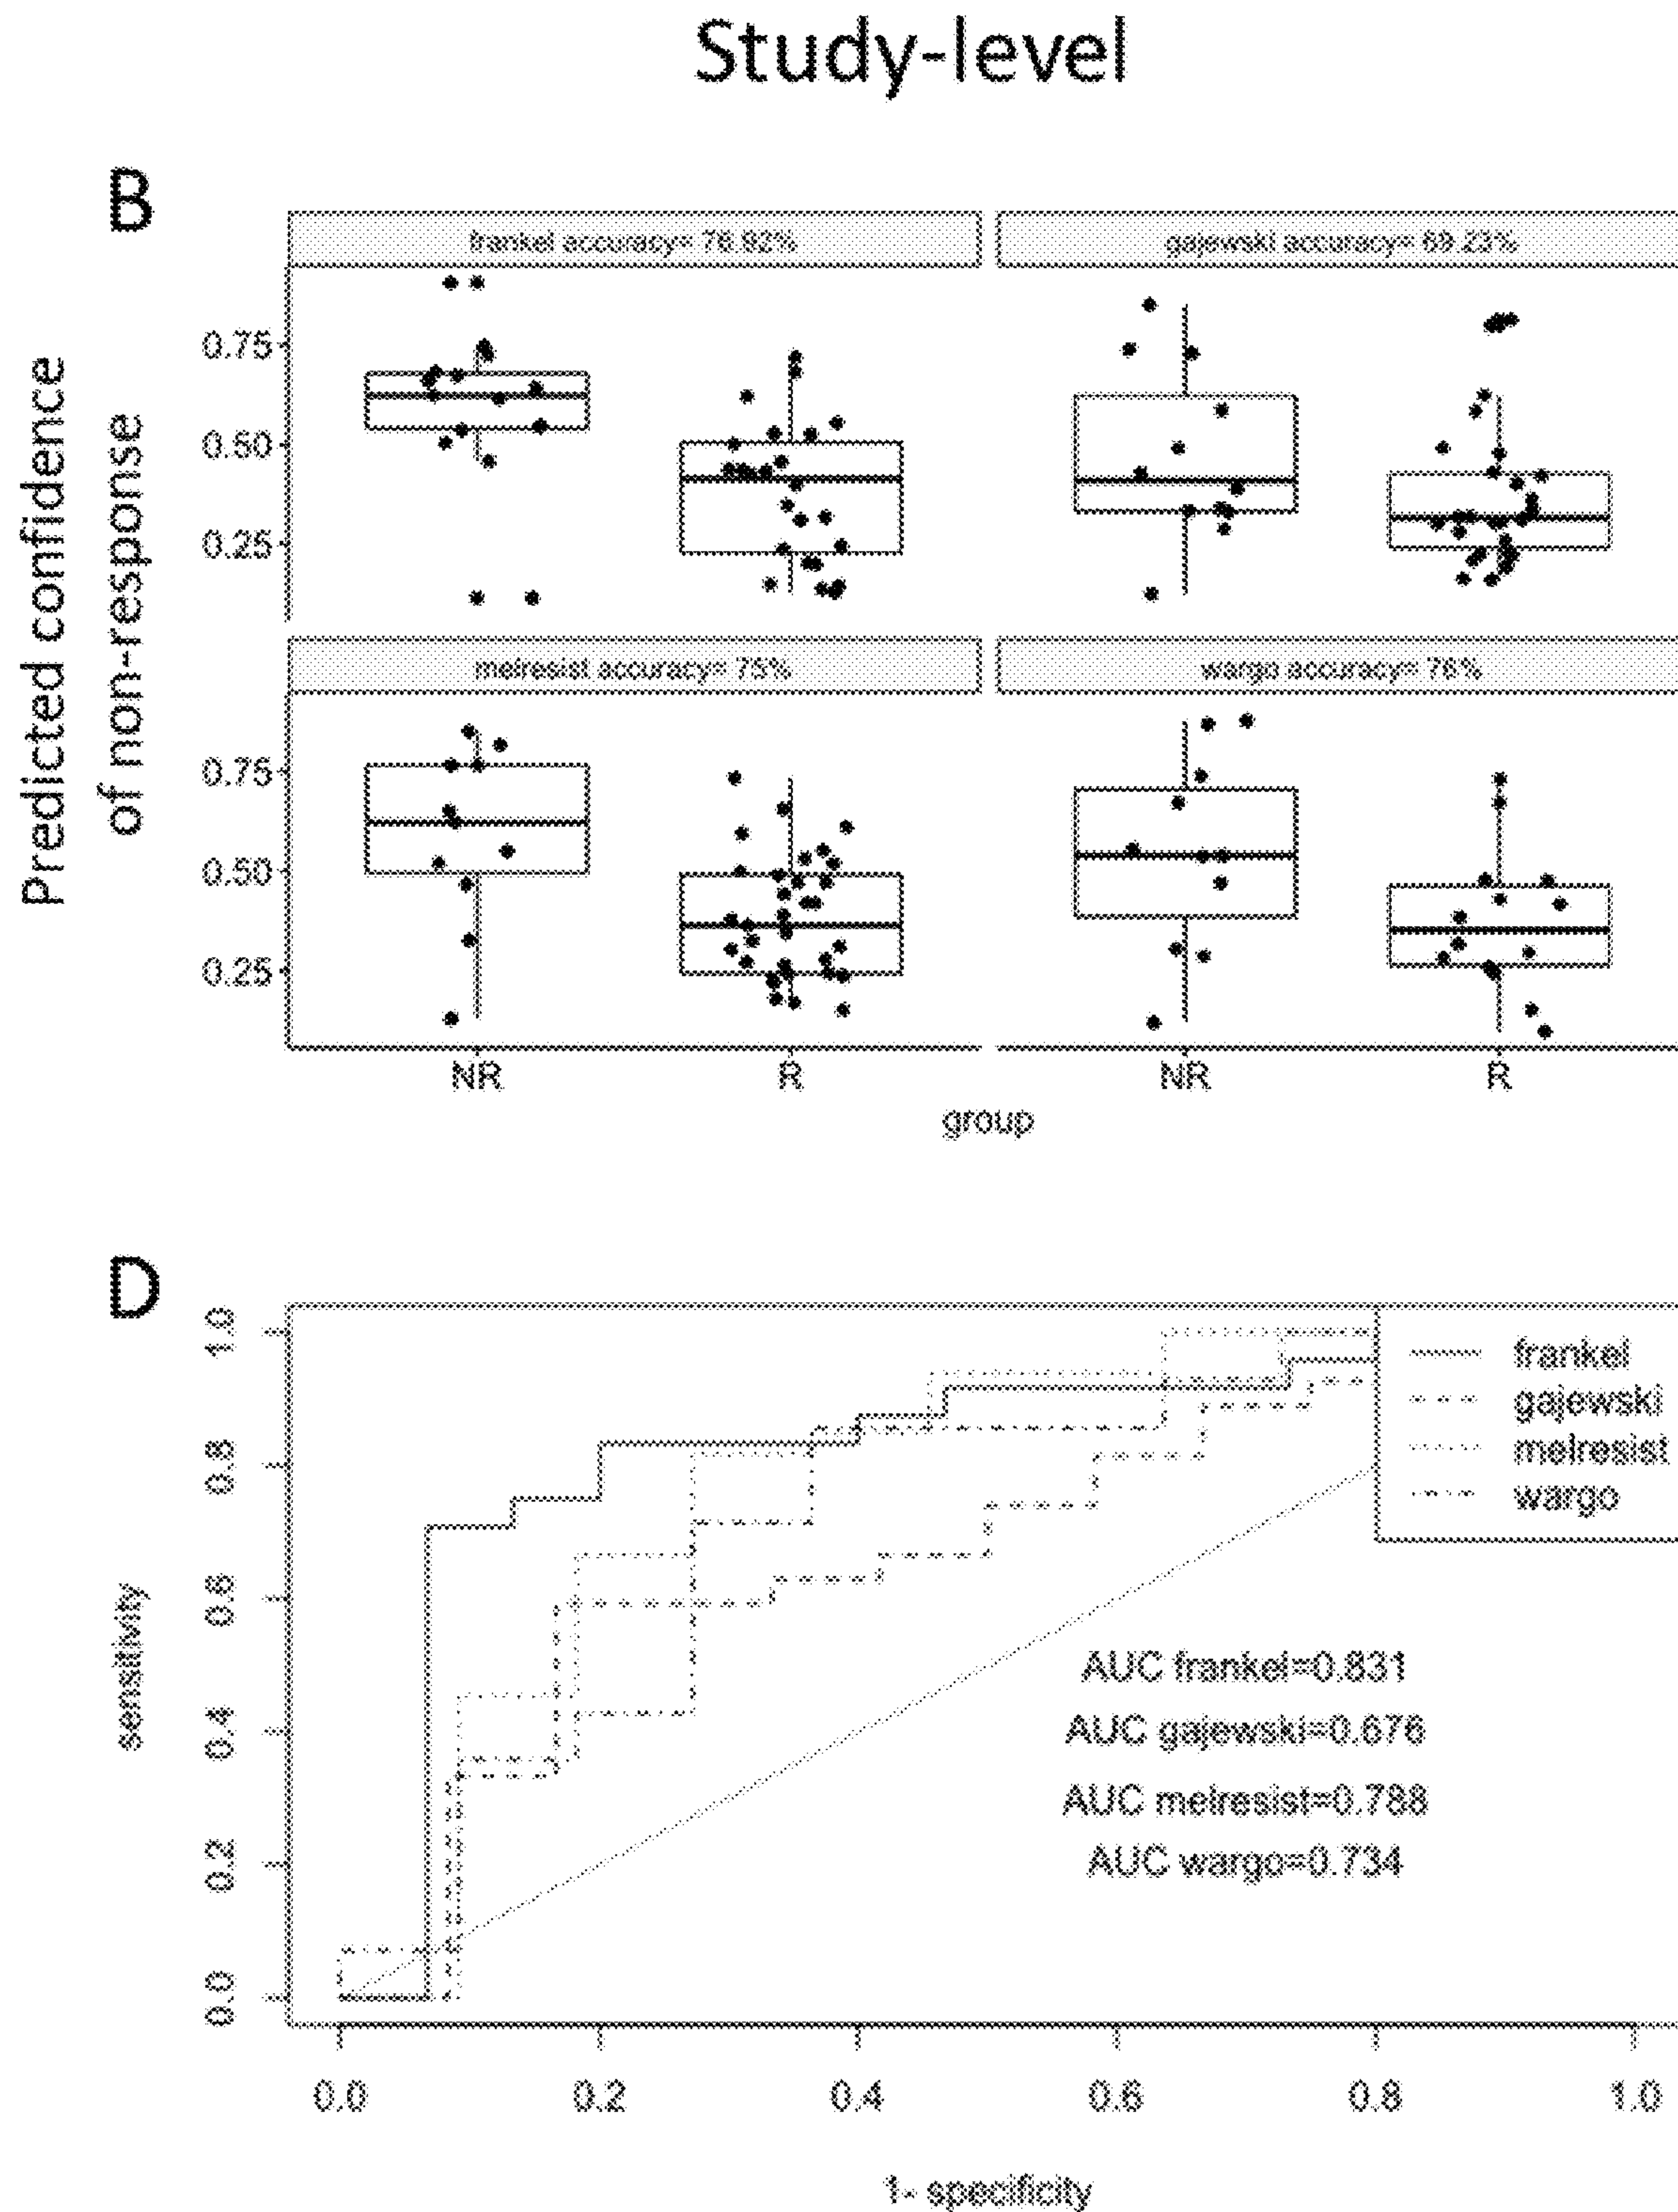 Study-level
B
frankel accuracy= 76.92%
gajewski accuracy= 69.23%
Predicted confidence
of non-response
0.75
0.50
0.25
melresist accuracy= 75%
wargo accuracy= 76%
0.75
0.50
0.25
NR
R
NR
R
group
D
sensitivity
1.0
0.8
0.6
0.4
0.2
0.0
frankel
gajewski
melresist
wargo
AUC frankel=0.831
AUC gajewski=0.676
AUC melresist=0.788
AUC wargo=0.734
0.0
0.2
0.4
0.6
0.8
1.0
1- specificity